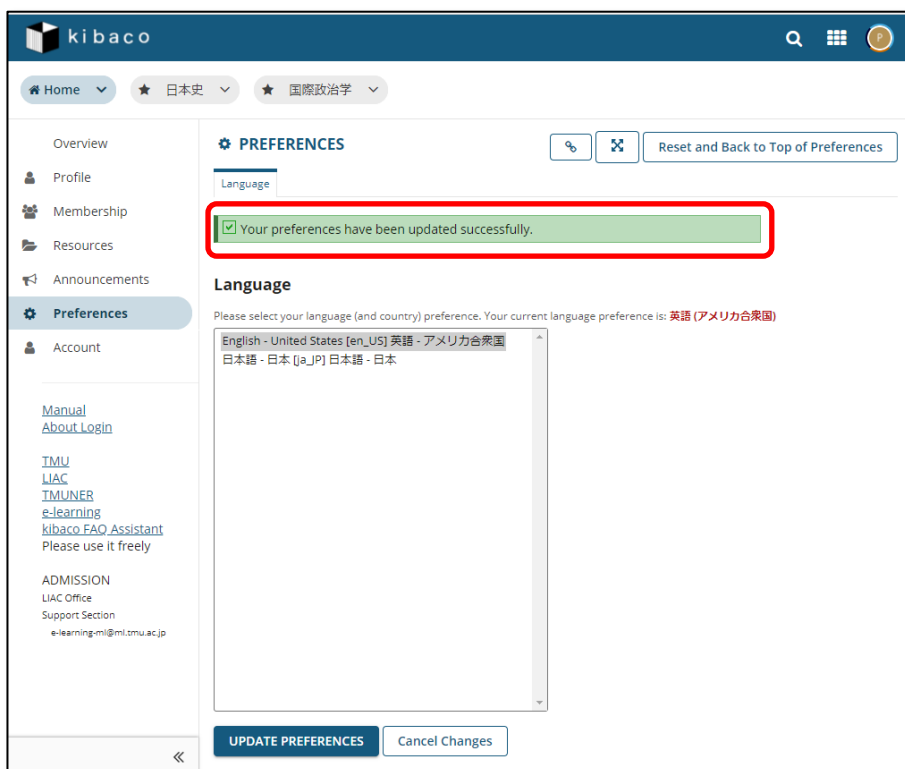 kibaco
P
Home
日本史
国際政治学
Overview
Profile
Membership
Resources
Announcements
Preferences
Account
Manual
About Login
TMU
LIAC
TMUNER
e-learning
kibaco FAQ Assistant
Please use it freely
ADMISSION
LIAC Office
Support Section
e-learning-ml@ml.tmu.ac.jp
PREFERENCES
Reset and Back to Top of Preferences
Language
Your preferences have been updated successfully.
Language
Please select your language (and country) preference. Your current language preference is: 英語 (アメリカ合衆国)
English - United States [en_US] 英語 - アメリカ合衆国
日本語 - 日本 [ja_JP] 日本語 - 日本
UPDATE PREFERENCES
Cancel Changes